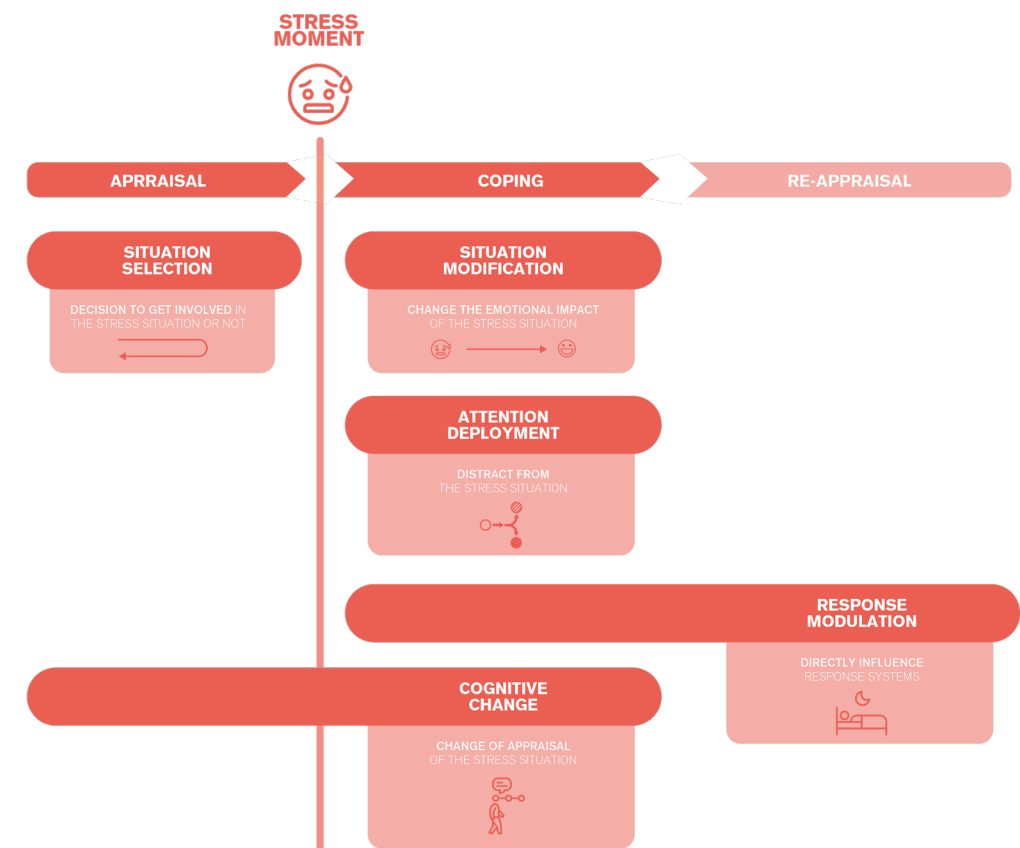 STRESS
MOMENT
APRRAISAL
COPING
RE-APPRAISAL
SITUATION
SELECTION
DECISION TO GET INVOLVED IN
THE STRESS SITUATION OR NOT
SITUATION
MODIFICATION
CHANGE THE EMOTIONAL IMPACT
OF THE STRESS SITUATION
ATTENTION
DEPLOYMENT
DISTRACT FROM
THE STRESS SITUATION
RESPONSE
MODULATION
DIRECTLY INFLUENCE
RESPONSE SYSTEMS
COGNITIVE
CHANGE
CHANGE OF APPRAISAL
OF THE STRESS SITUATION